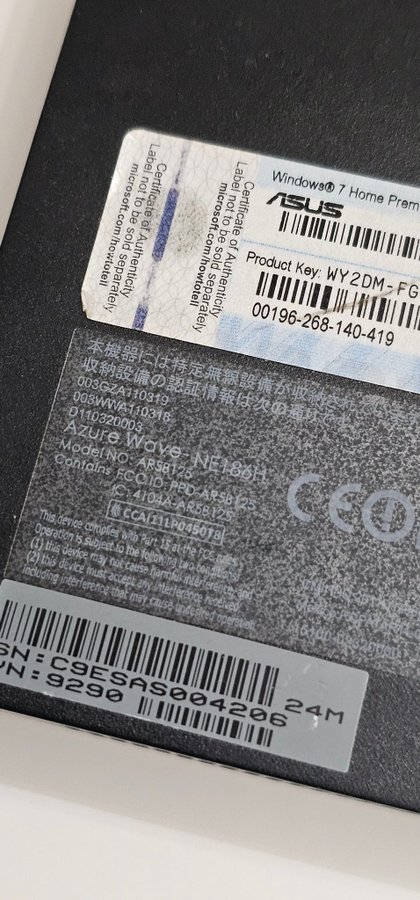 Certificate of Authenticity
Label not to be sold separately
microsoft.com/howtotell
Certificate of Authenticity
Label not to be sold separately
microsoft.com/howtotell
Windows® 7 Home Prem
ASUS
Product Key: WY2DM-FG
00196-268-140-419
本機器には特定無線設備が収納され
収納設備の認証情報は次の通り
003GZA110319
003WWA110318
D110320003
Azure Wave- NE186H
Model NO. AR5B125
Contains FCC ID: PPD-AR5B125
IC: 4104A-AR5B125
CCAI11LP0450T8
This device complies with Part 15 of the FCC Rules.
Operation is subject to the following two conditions:
(1) this device may not cause harmful interference, and
(2) this device must accept any interference received
including interference that may cause undesired operation.
CE
SN:C9ESAS004206
VN:9290
24M